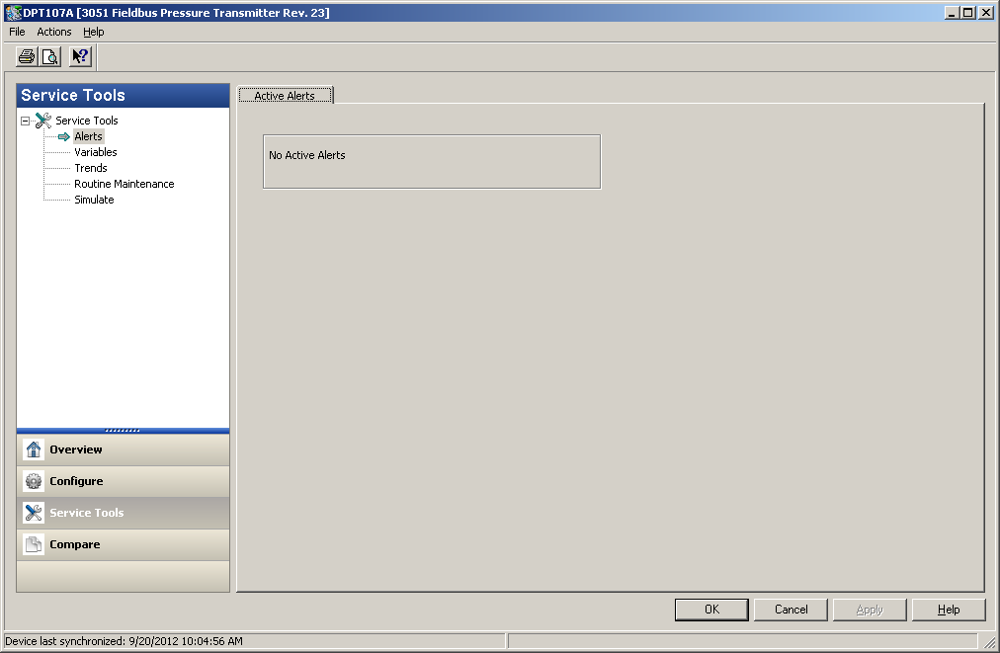 DPT107A [3051 Fieldbus Pressure Transmitter Rev. 23]
File Actions Help
Service Tools
Service Tools
Alerts
Variables
Trends
Routine Maintenance
Simulate
Overview
Configure
Service Tools
Compare
Active Alerts
No Active Alerts
OK Cancel Apply Help
Device last synchronized: 9/20/2012 10:04:56 AM